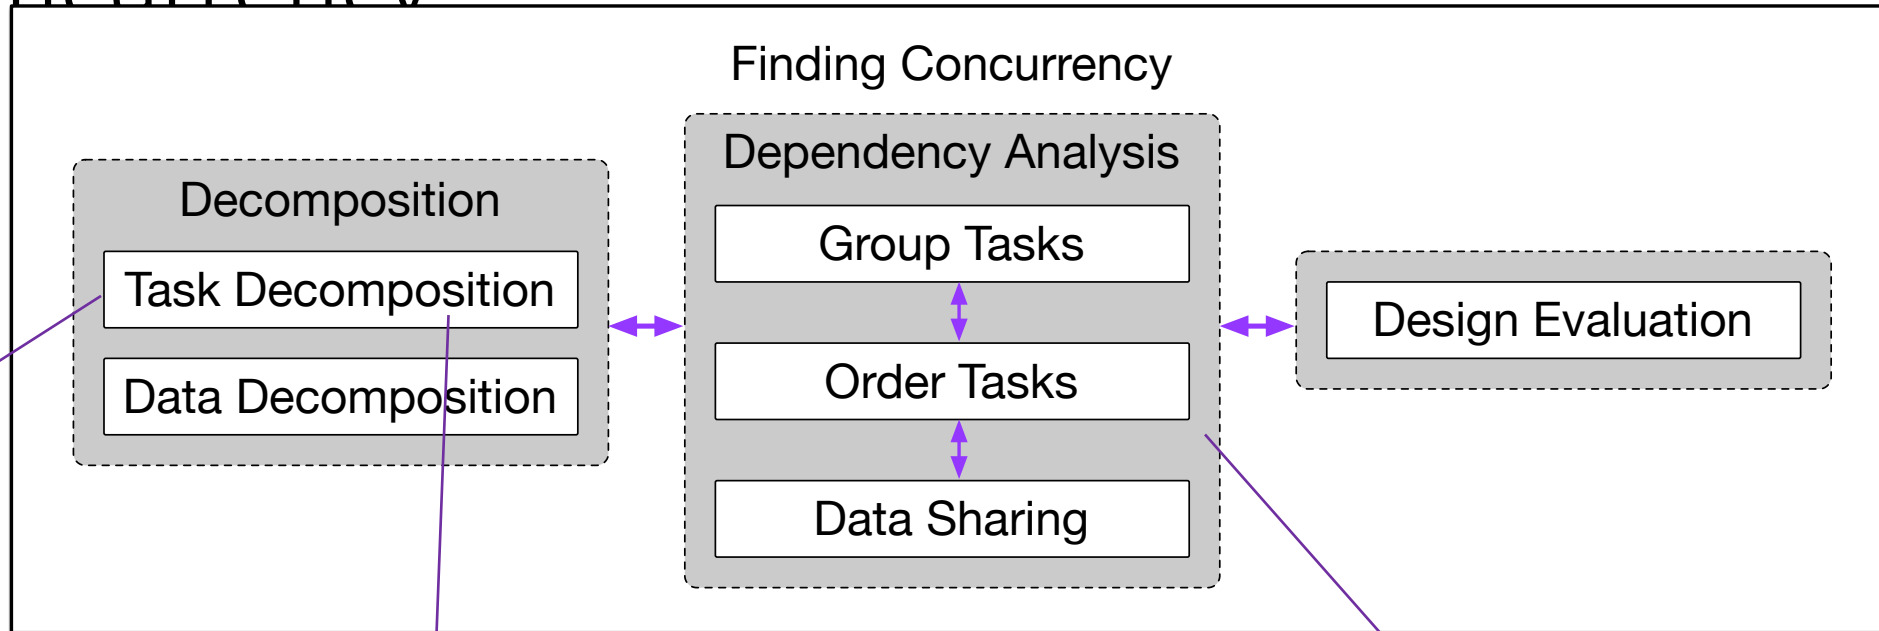 Finding Concurrency
Decomposition
Task Decomposition
Data Decomposition
Dependency Analysis
Group Tasks
Order Tasks
Data Sharing
Design Evaluation